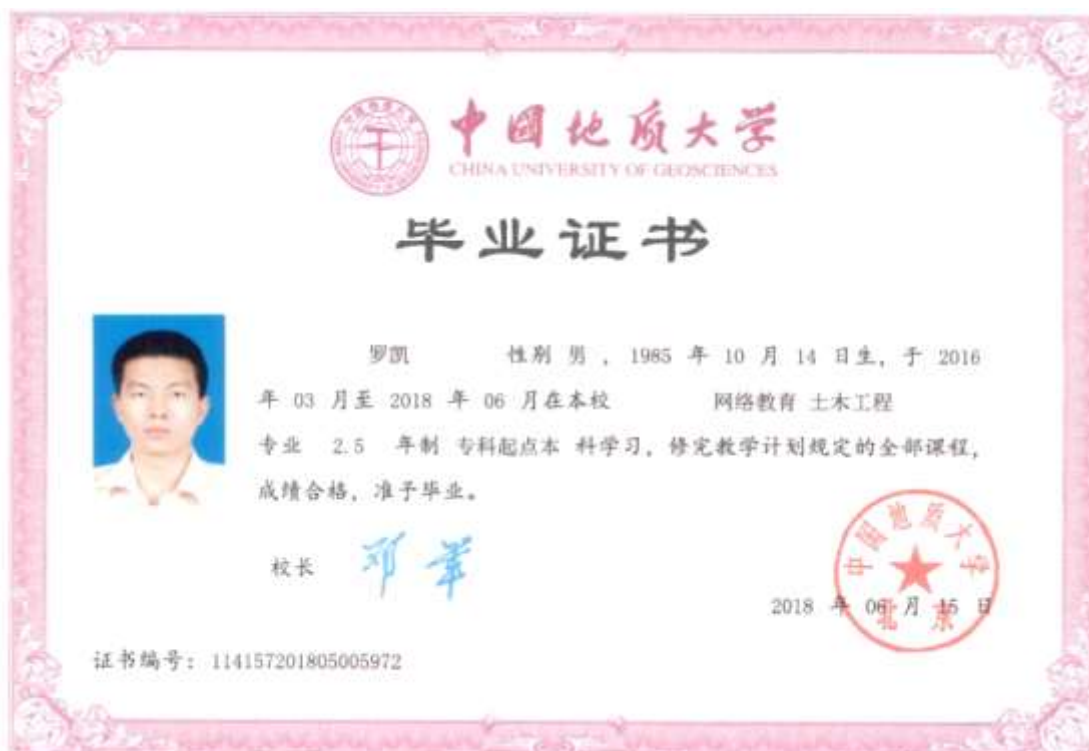 中国地质大学
CHINA UNIVERSITY OF GEOSCIENCES
毕业证书
罗凯 性别 男 , 1985 年 10 月 14 日生, 于 2016
年 03 月至 2018 年 06 月在本校 网络教育 土木工程
专业 2.5 年制 专科起点本 科学习, 修完教学计划规定的全部课程,
成绩合格, 准予毕业。
校长 邓军
中国地质大学
北京
2018 年 06 月 15 日
证书编号: 114157201805005972